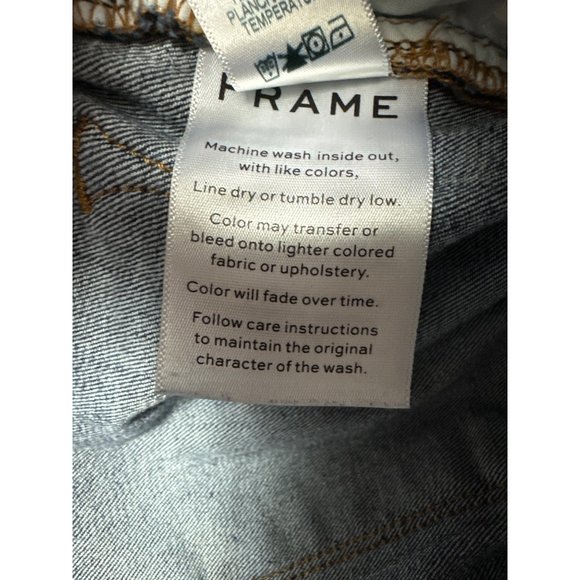 TEMPERATUR
FRAME
Machine wash inside out,
with like colors,
Line dry or tumble dry low.
Color may transfer or
bleed onto lighter colored
fabric or upholstery.
Color will fade over time.
Follow care instructions
to maintain the original
character of the wash.